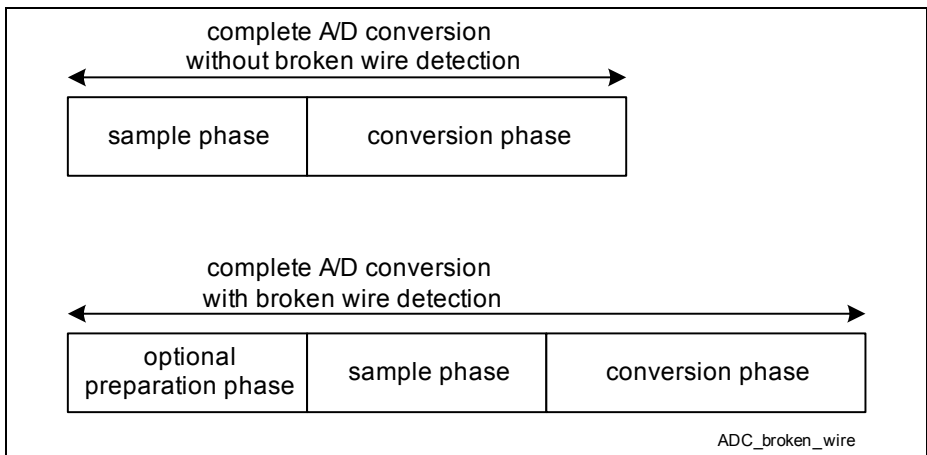 complete A/D conversion
without broken wire detection
sample phase
conversion phase
complete A/D conversion
with broken wire detection
optional
preparation phase
sample phase
conversion phase
ADC_broken_wire